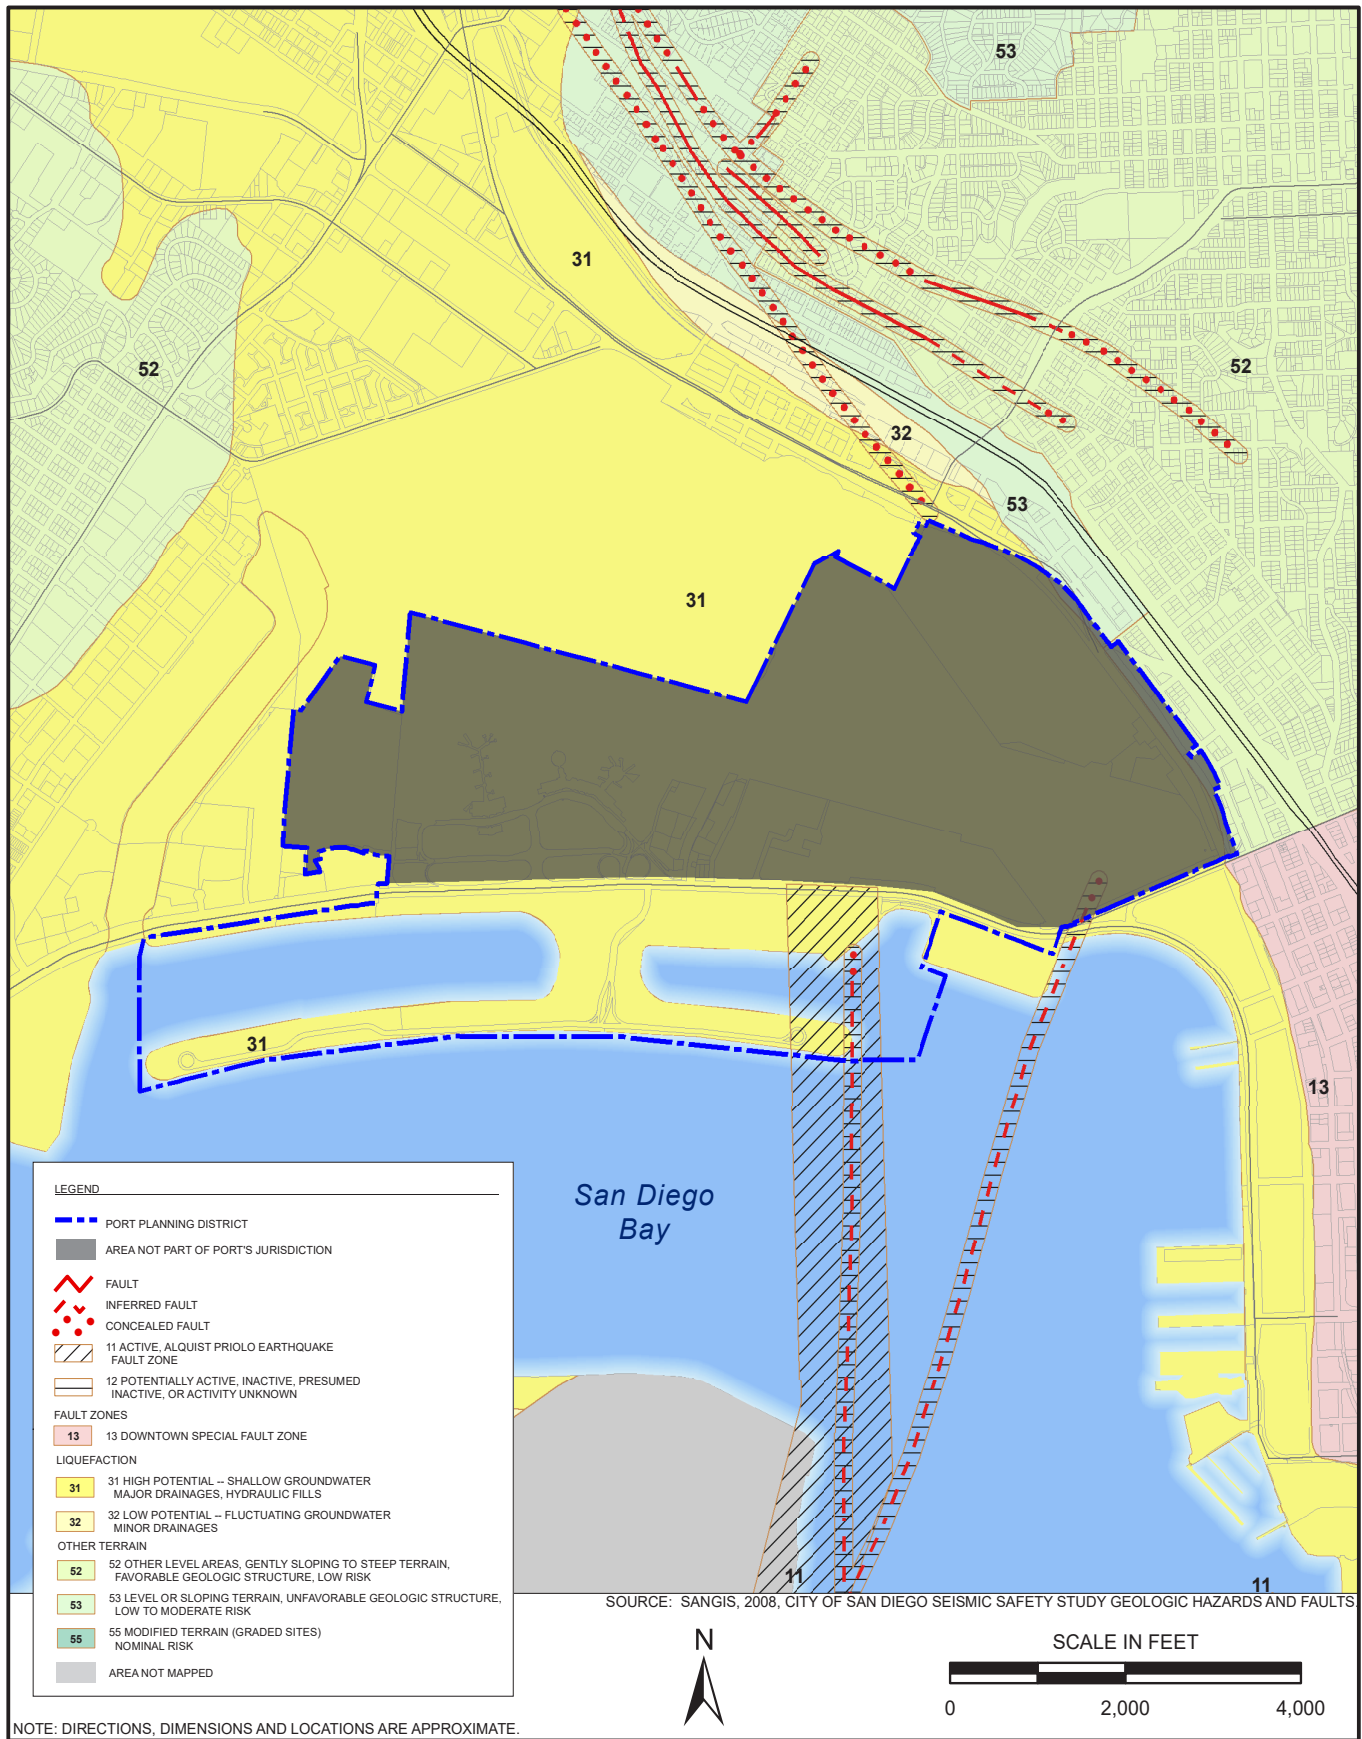 53
31
52
52
32
53
31
31
13
San Diego
Bay
LEGEND
PORT PLANNING DISTRICT
AREA NOT PART OF PORT'S JURISDICTION
FAULT
INFERRED FAULT
CONCEALED FAULT
11 ACTIVE, ALQUIST PRIOLO EARTHQUAKE
FAULT ZONE
12 POTENTIALLY ACTIVE, INACTIVE, PRESUMED
INACTIVE, OR ACTIVITY UNKNOWN
FAULT ZONES
13 13 DOWNTOWN SPECIAL FAULT ZONE
LIQUEFACTION
31 31 HIGH POTENTIAL -- SHALLOW GROUNDWATER
MAJOR DRAINAGES, HYDRAULIC FILLS
32 32 LOW POTENTIAL -- FLUCTUATING GROUNDWATER
MINOR DRAINAGES
OTHER TERRAIN
52 52 OTHER LEVEL AREAS, GENTLY SLOPING TO STEEP TERRAIN,
FAVORABLE GEOLOGIC STRUCTURE, LOW RISK
53 53 LEVEL OR SLOPING TERRAIN, UNFAVORABLE GEOLOGIC STRUCTURE,
LOW TO MODERATE RISK
55 55 MODIFIED TERRAIN (GRADED SITES)
NOMINAL RISK
AREA NOT MAPPED
11
11
SOURCE: SANGIS, 2008, CITY OF SAN DIEGO SEISMIC SAFETY STUDY GEOLOGIC HAZARDS AND FAULTS.
N
SCALE IN FEET
0 2,000 4,000
NOTE: DIRECTIONS, DIMENSIONS AND LOCATIONS ARE APPROXIMATE.